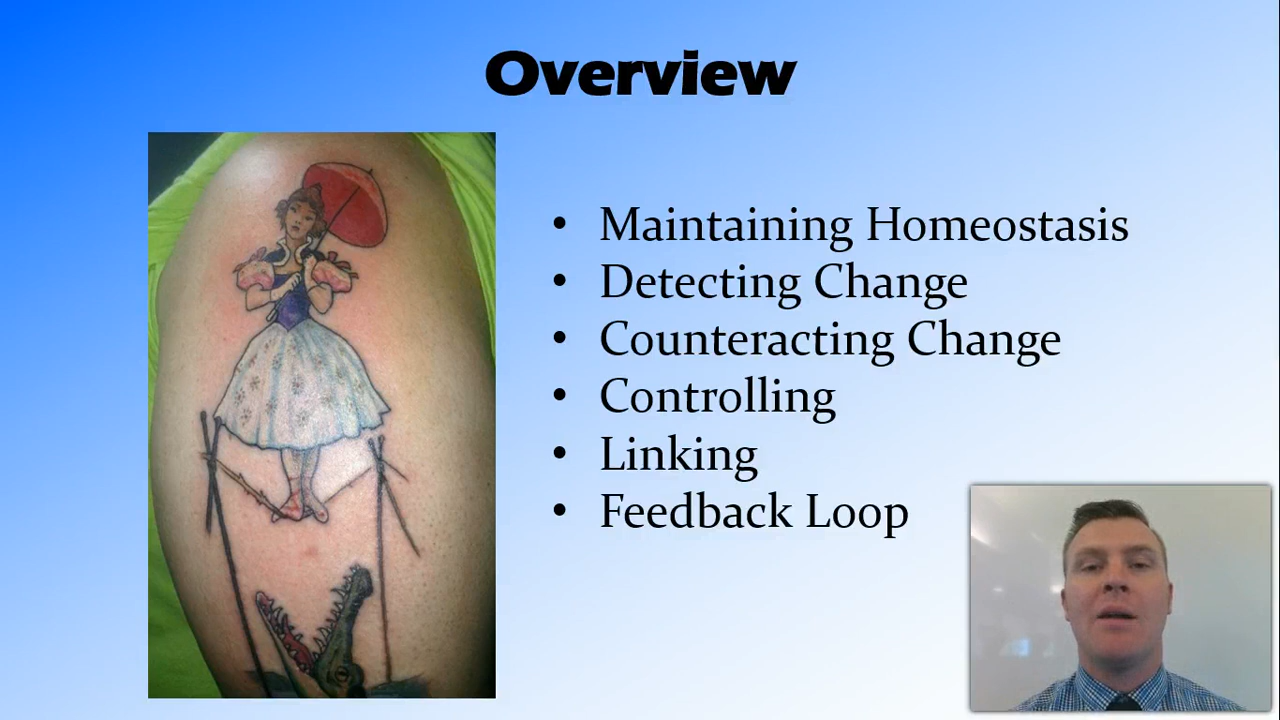 Overview
• Maintaining Homeostasis
• Detecting Change
• Counteracting Change
• Controlling
• Linking
• Feedback Loop